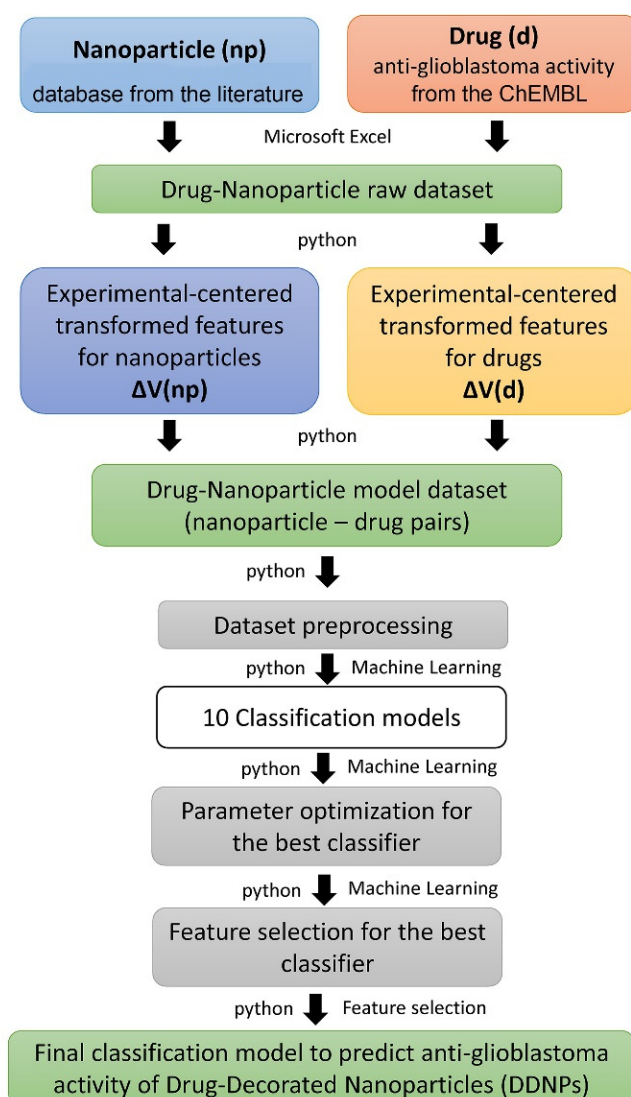 Nanoparticle (np)
database from the literature
Drug (d)
anti-glioblastoma activity
from the ChEMBL
Microsoft Excel
Drug-Nanoparticle raw dataset
python
Experimental-centered
transformed features
for nanoparticles
ΔV(np)
Experimental-centered
transformed features
for drugs
ΔV(d)
python
Drug-Nanoparticle model dataset
(nanoparticle – drug pairs)
python
Dataset preprocessing
python Machine Learning
10 Classification models
python Machine Learning
Parameter optimization for
the best classifier
python Machine Learning
Feature selection for the best
classifier
python Feature selection
Final classification model to predict anti-glioblastoma
activity of Drug-Decorated Nanoparticles (DDNPs)